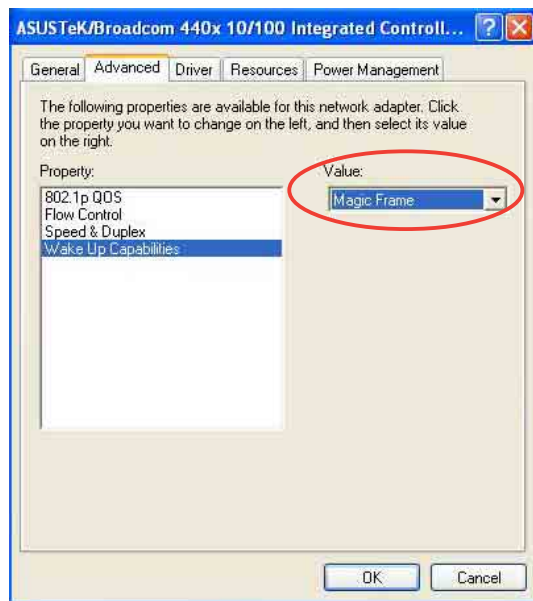 ASUSTeK/Broadcom 440x 10/100 Integrated Controll...
General Advanced Driver Resources Power Management
The following properties are available for this network adapter. Click
the property you want to change on the left, and then select its value
on the right.
Property:
Value:
802.1p QOS
Flow Control
Speed & Duplex
Wake Up Capabilities
Magic Frame
OK Cancel